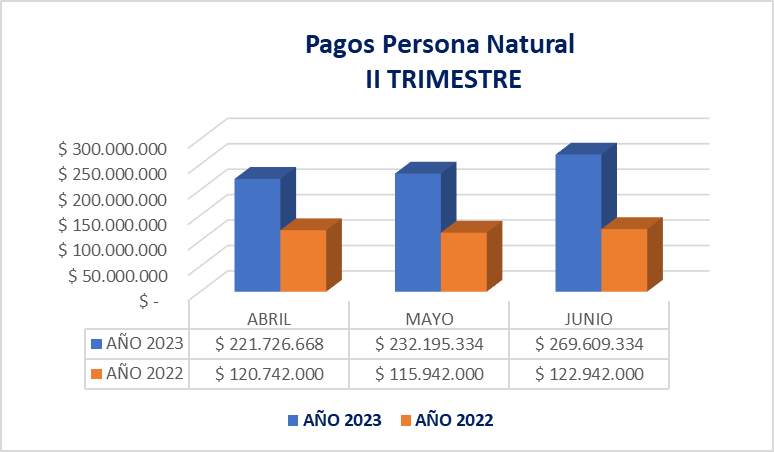 Pagos Persona Natural
II TRIMESTRE
$ 300.000.000
$ 250.000.000
$ 200.000.000
$ 150.000.000
$ 100.000.000
$ 50.000.000
$ -
ABRIL MAYO JUNIO
AÑO 2023 $ 221.726.668 $ 232.195.334 $ 269.609.334
AÑO 2022 $ 120.742.000 $ 115.942.000 $ 122.942.000
AÑO 2023 AÑO 2022